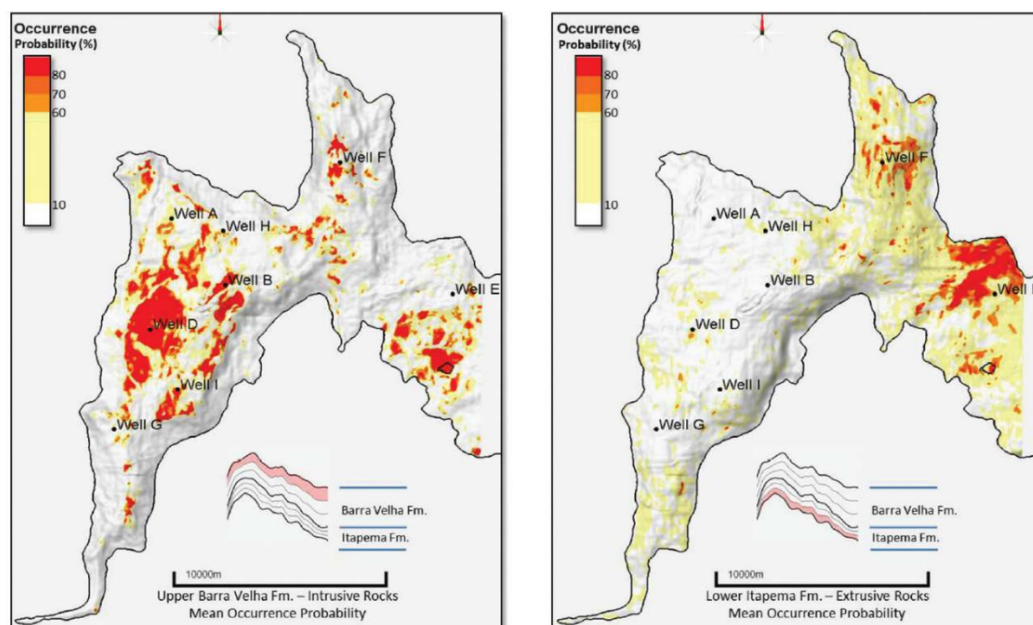 Occurrence
Probability (%)
80
70
60
10
Well F
Well A
Well H
Well B
Well E
Well D
Well I
Well G
Barra Velha Fm.
Itapema Fm.
10000m
Upper Barra Velha Fm. – Intrusive Rocks
Mean Occurrence Probability
Occurrence
Probability (%)
80
70
60
10
Well F
Well A
Well H
Well B
Well
Well D
Well I
Well G
Barra Velha Fm.
Itapema Fm.
10000m
Lower Itapema Fm. – Extrusive Rocks
Mean Occurrence Probability